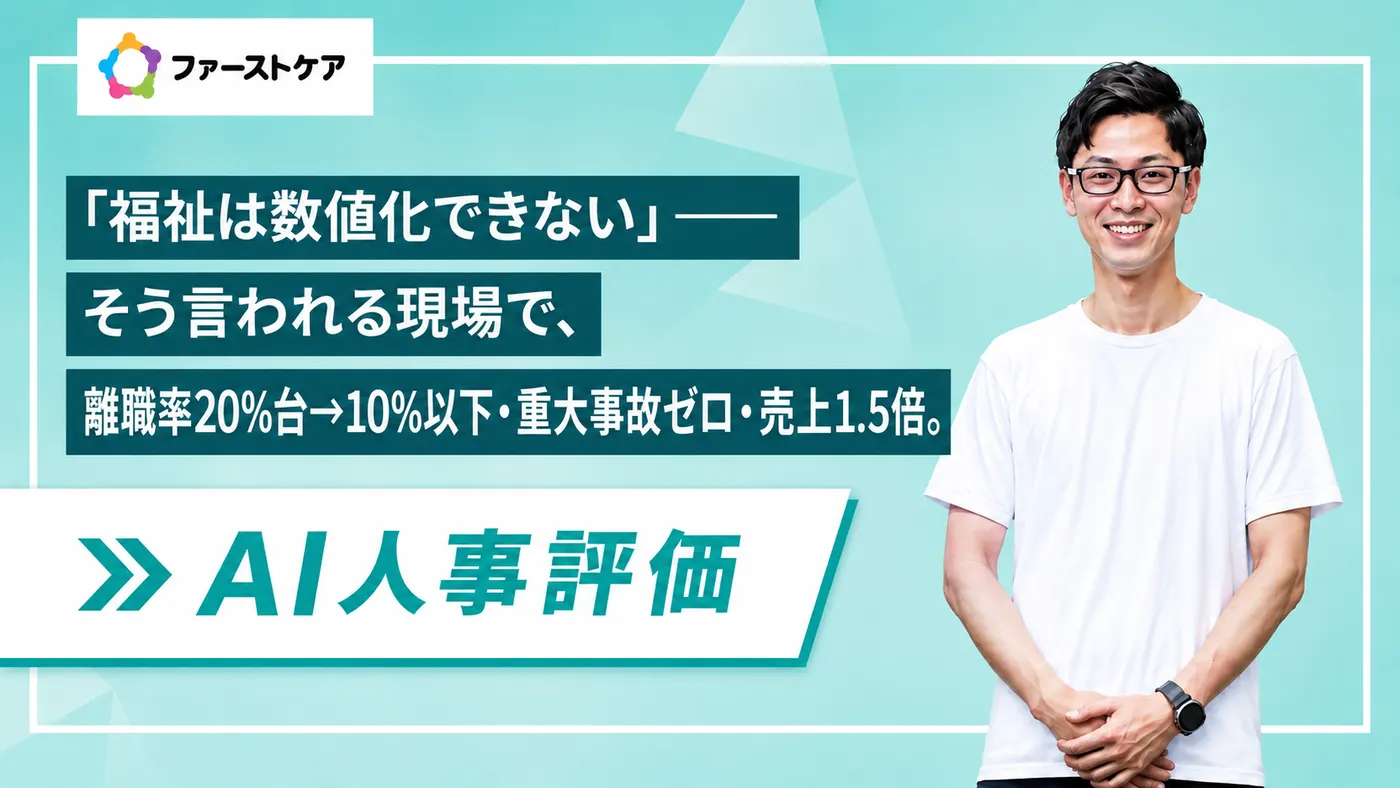 ファーストケア
「福祉は数値化できない」──
そう言われる現場で、
離職率20%台→10%以下・重大事故ゼロ・売上1.5倍。
AI人事評価